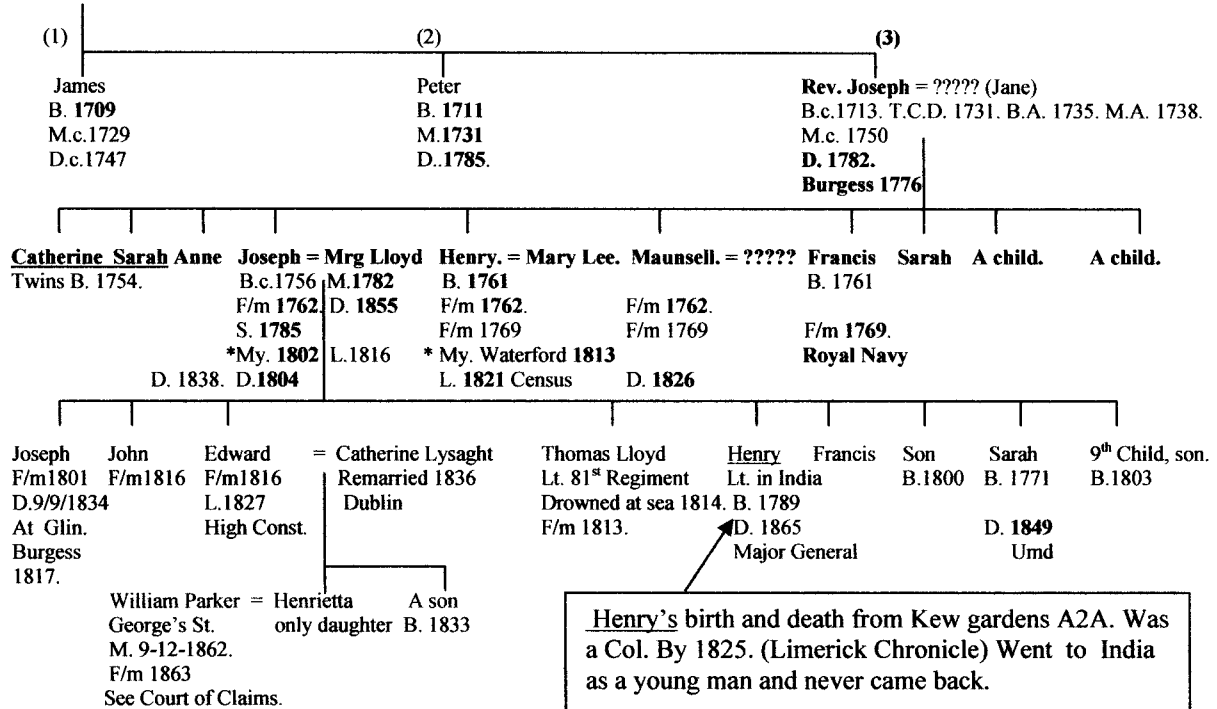 (1) (2) (3)
James Peter Rev. Joseph = ????? (Jane)
B. 1709 B. 1711 B.c.1713. T.C.D. 1731. B.A. 1735. M.A. 1738.
M.c.1729 M.1731 M.c. 1750
D.c.1747 D..1785. D. 1782.
Burgess 1776
Catherine Sarah Anne Joseph = Mrg Lloyd Henry. = Mary Lee. Maunsell. = ????? Francis Sarah A child. A child.
Twins B. 1754. B.c.1756 M.1782 B. 1761 B. 1761
F/m 1762. D. 1855 F/m 1762. F/m 1762.
S. 1785 F/m 1769 F/m 1769 F/m 1769.
*My. 1802 L.1816 * My. Waterford 1813 Royal Navy
D. 1838. D.1804 L. 1821 Census D. 1826
Joseph John Edward = Catherine Lysaght Thomas Lloyd Henry Francis Son Sarah 9th Child, son.
F/m1801 F/m1816 F/m1816 Remarried 1836 Lt. 81st Regiment Lt. in India B.1800 B. 1771 B.1803
D.9/9/1834 L.1827 Dublin Drowned at sea 1814. B. 1789
At Glin. High Const. F/m 1813. D. 1865 D. 1849
Burgess Major General Umd
1817.
William Parker = Henrietta A son
George's St. only daughter B. 1833
M. 9-12-1862.
F/m 1863
See Court of Claims.
Henry's birth and death from Kew gardens A2A. Was
a Col. By 1825. (Limerick Chronicle) Went to India
as a young man and never came back.